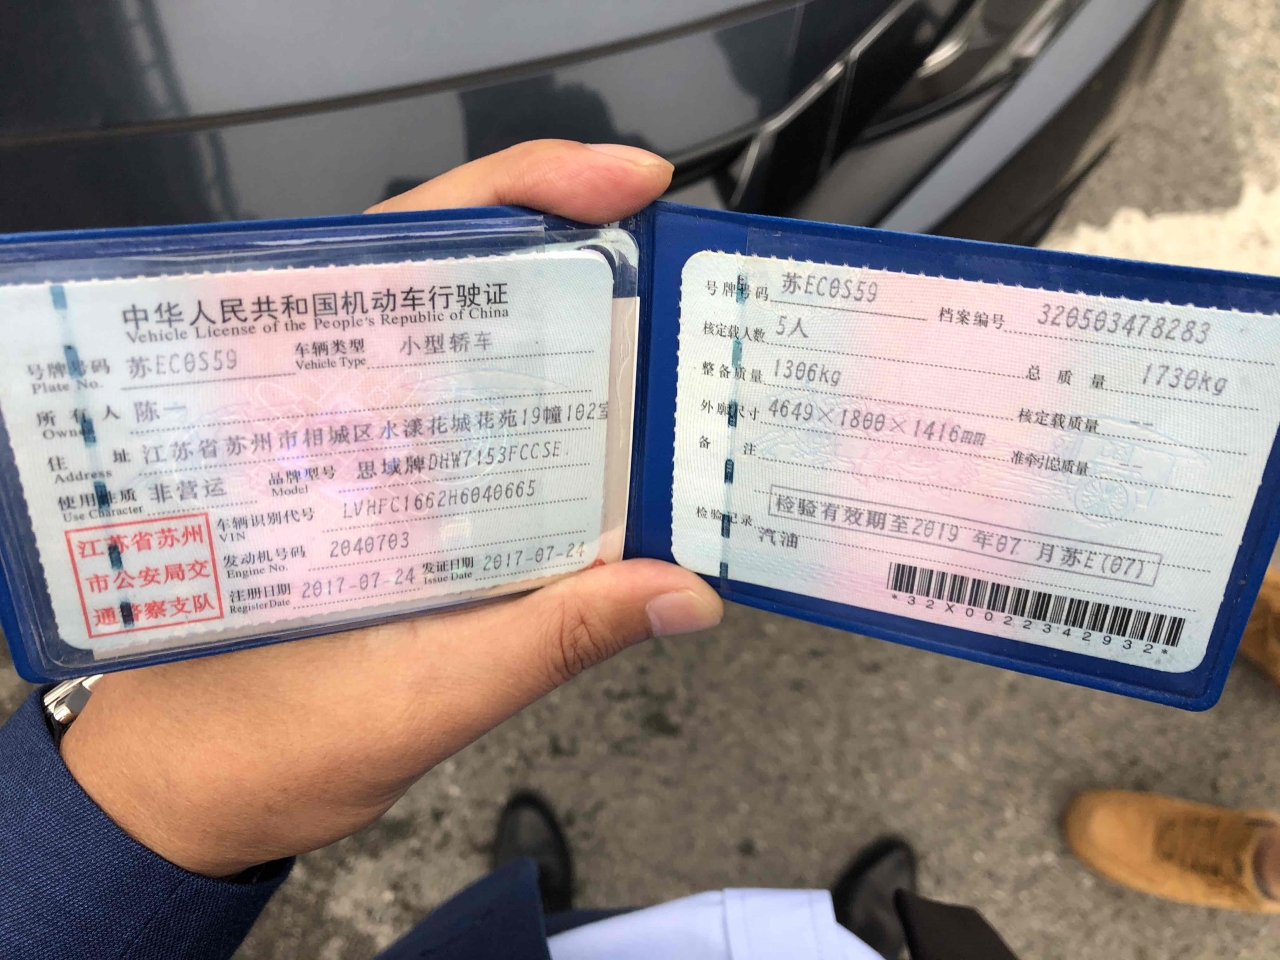 中华人民共和国机动车行驶证
Vehicle License of the People's Republic of China
号牌号码 苏EC0S59 车辆类型 小型轿车
Plate No. Vehicle Type
所有人 陈一
Owner
住址 江苏省苏州市相城区水漾花城花苑19幢102室
Address
使用性质 非营运 品牌型号 思域牌DHW7153FCCSE
Use Character Model
江苏省苏州
市公安局交
通警察支队
车辆识别代号 LVHFC1662H6040665
VIN
发动机号码 2040703
Engine No.
注册日期 2017-07-24 发证日期 2017-07-24
Register Date Issue Date
号牌号码 苏EC0S59 档案编号 320503478283
核定载人数 5人
整备质量 1306kg 总质量 1730kg
外廓尺寸 4649×1800×1416mm 核定载质量 --
备注 准牵引总质量 --
检验有效期至2019 年07 月苏E(07)
检验记录
汽油
*32X0022342932*